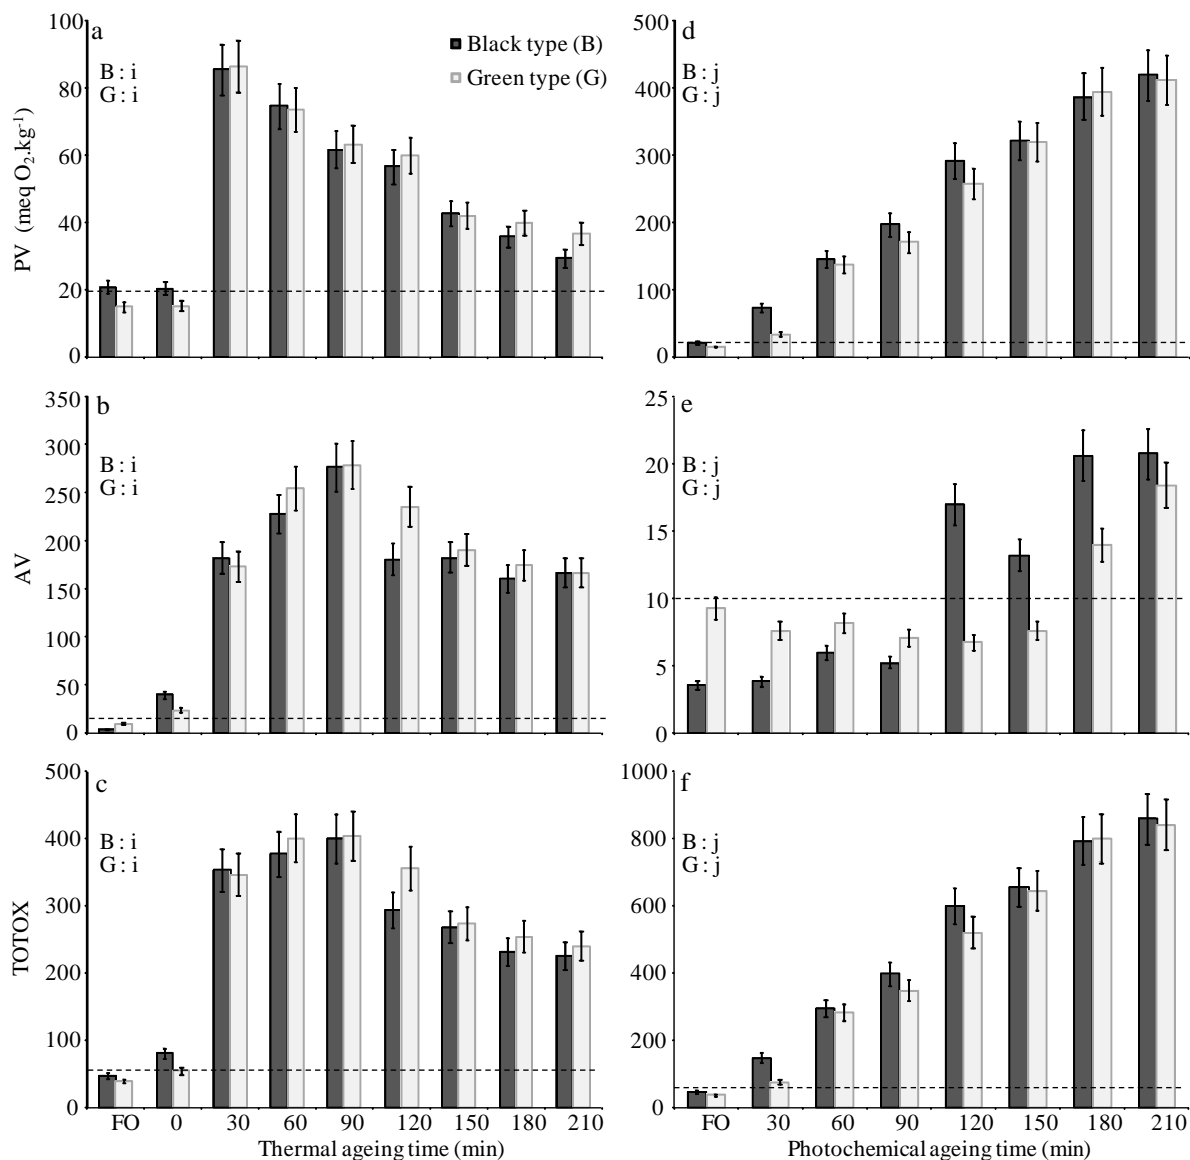 a
Black type (B)
Green type (G)
B : i
G : i
PV (meq O₂.kg⁻¹)
100
80
60
40
20
0
d
B : j
G : j
500
400
300
200
100
0
b
B : i
G : i
AV
350
300
250
200
150
100
50
0
e
B : j
G : j
25
20
15
10
5
0
c
B : i
G : i
TOTOX
500
400
300
200
100
0
FO 0 30 60 90 120 150 180 210
Thermal ageing time (min)
f
B : j
G : j
1000
800
600
400
200
0
FO 30 60 90 120 150 180 210
Photochemical ageing time (min)